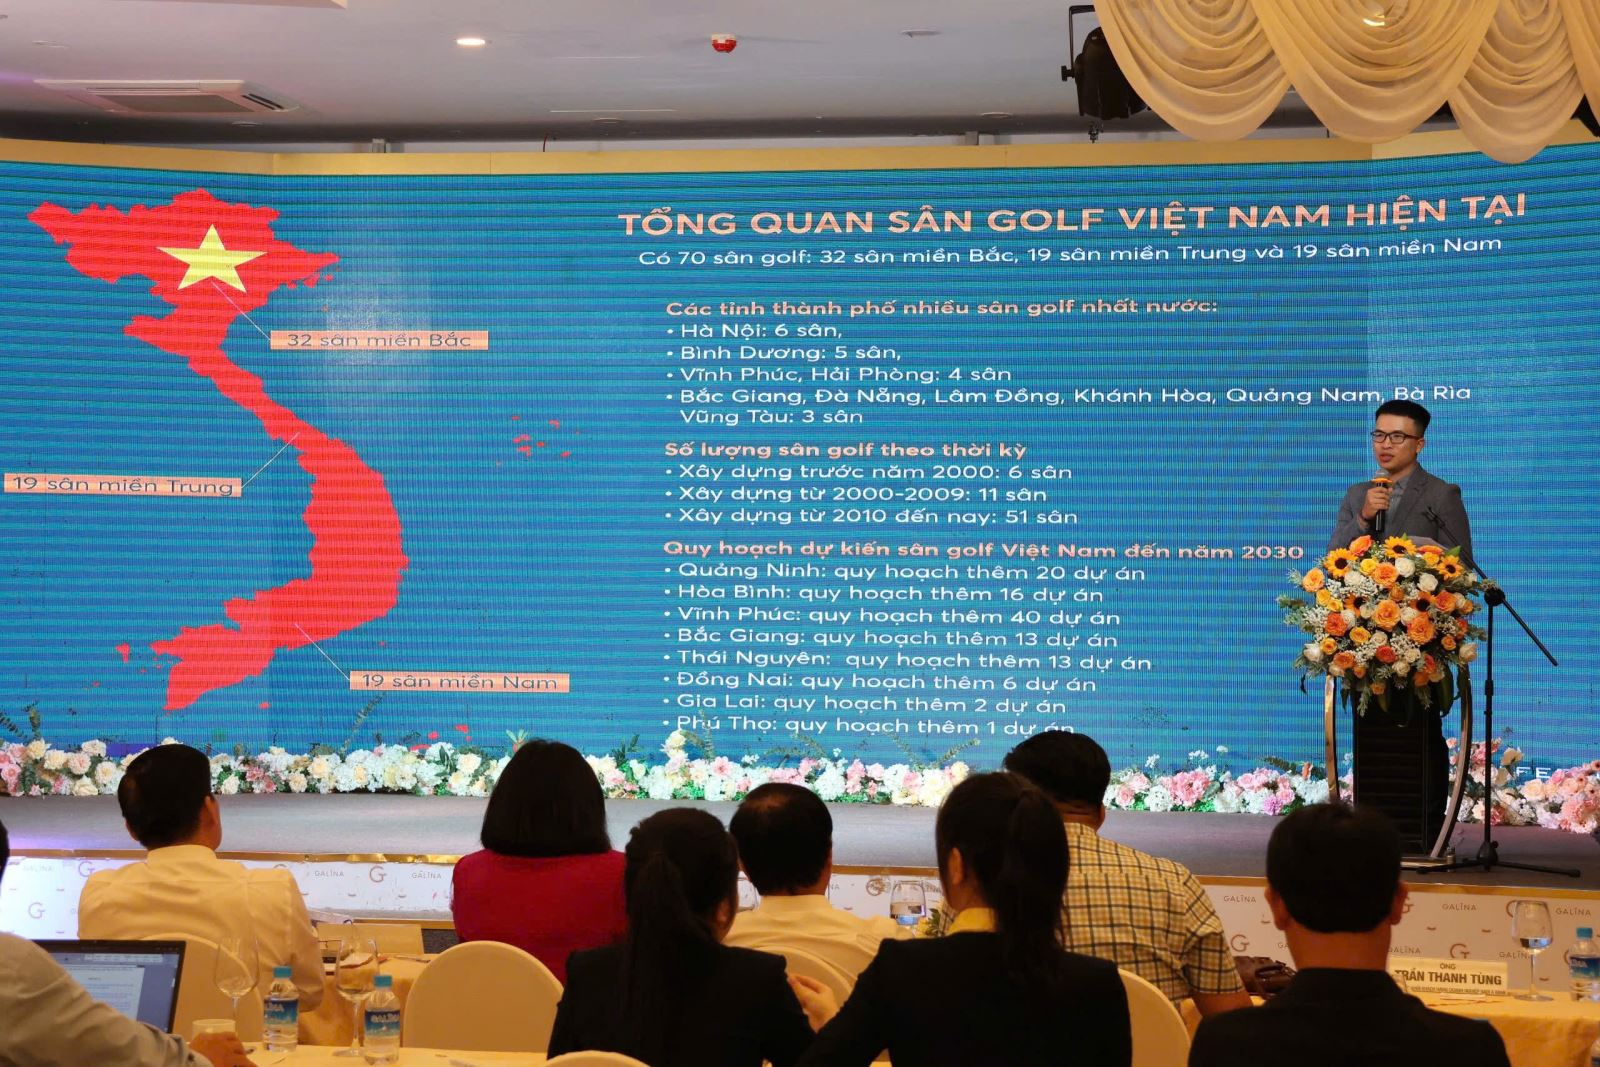 TỔNG QUAN SÂN GOLF VIỆT NAM HIỆN TẠI
Có 70 sân golf: 32 sân miền Bắc, 19 sân miền Trung và 19 sân miền Nam
32 sân miền Bắc
19 sân miền Trung
19 sân miền Nam
Các tỉnh thành phố nhiều sân golf nhất nước:
• Hà Nội: 6 sân,
• Bình Dương: 5 sân,
• Vĩnh Phúc, Hải Phòng: 4 sân
• Bắc Giang, Đà Nẵng, Lâm Đồng, Khánh Hòa, Quảng Nam, Bà Rịa
Vũng Tàu: 3 sân
Số lượng sân golf theo thời kỳ
• Xây dựng trước năm 2000: 6 sân
• Xây dựng từ 2000-2009: 11 sân
• Xây dựng từ 2010 đến nay: 51 sân
Quy hoạch dự kiến sân golf Việt Nam đến năm 2030
• Quảng Ninh: quy hoạch thêm 20 dự án
• Hòa Bình: quy hoạch thêm 16 dự án
• Vĩnh Phúc: quy hoạch thêm 40 dự án
• Bắc Giang: quy hoạch thêm 13 dự án
• Thái Nguyên: quy hoạch thêm 13 dự án
• Đồng Nai: quy hoạch thêm 6 dự án
• Gia Lai: quy hoạch thêm 2 dự án
• Phú Thọ: quy hoạch thêm 1 dự án
GALINA
G
GALINA
G
GALINA
GALINA
G
GALINA
ÔNG
TRẦN THANH TÙNG